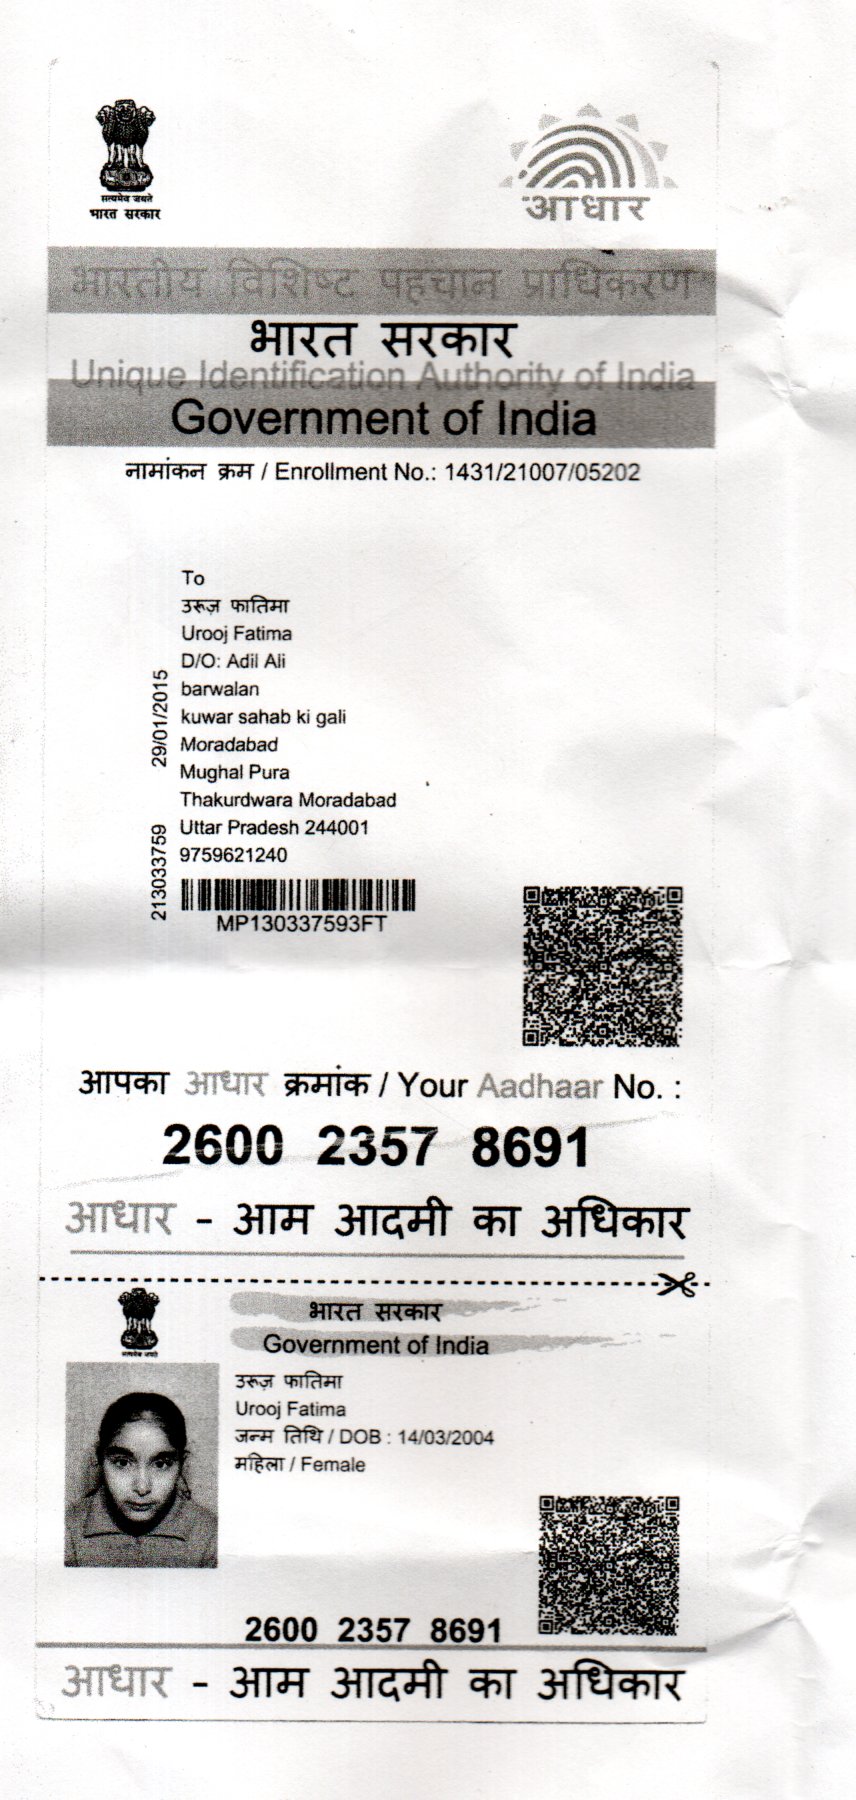 सत्यमेव जयते
भारत सरकार
आधार
भारतीय विशिष्ट पहचान प्राधिकरण
भारत सरकार
Unique Identification Authority of India
Government of India
नामांकन क्रम / Enrollment No.: 1431/21007/05202
To
उरूज़ फातिमा
Urooj Fatima
D/O: Adil Ali
barwalan
kuwar sahab ki gali
Moradabad
Mughal Pura
Thakurdwara Moradabad
Uttar Pradesh 244001
9759621240
29/01/2015
213033759
MP130337593FT
आपका आधार क्रमांक / Your Aadhaar No. :
2600 2357 8691
आधार - आम आदमी का अधिकार
सत्यमेव जयते
भारत सरकार
Government of India
उरूज़ फातिमा
Urooj Fatima
जन्म तिथि / DOB : 14/03/2004
महिला / Female
2600 2357 8691
आधार - आम आदमी का अधिकार